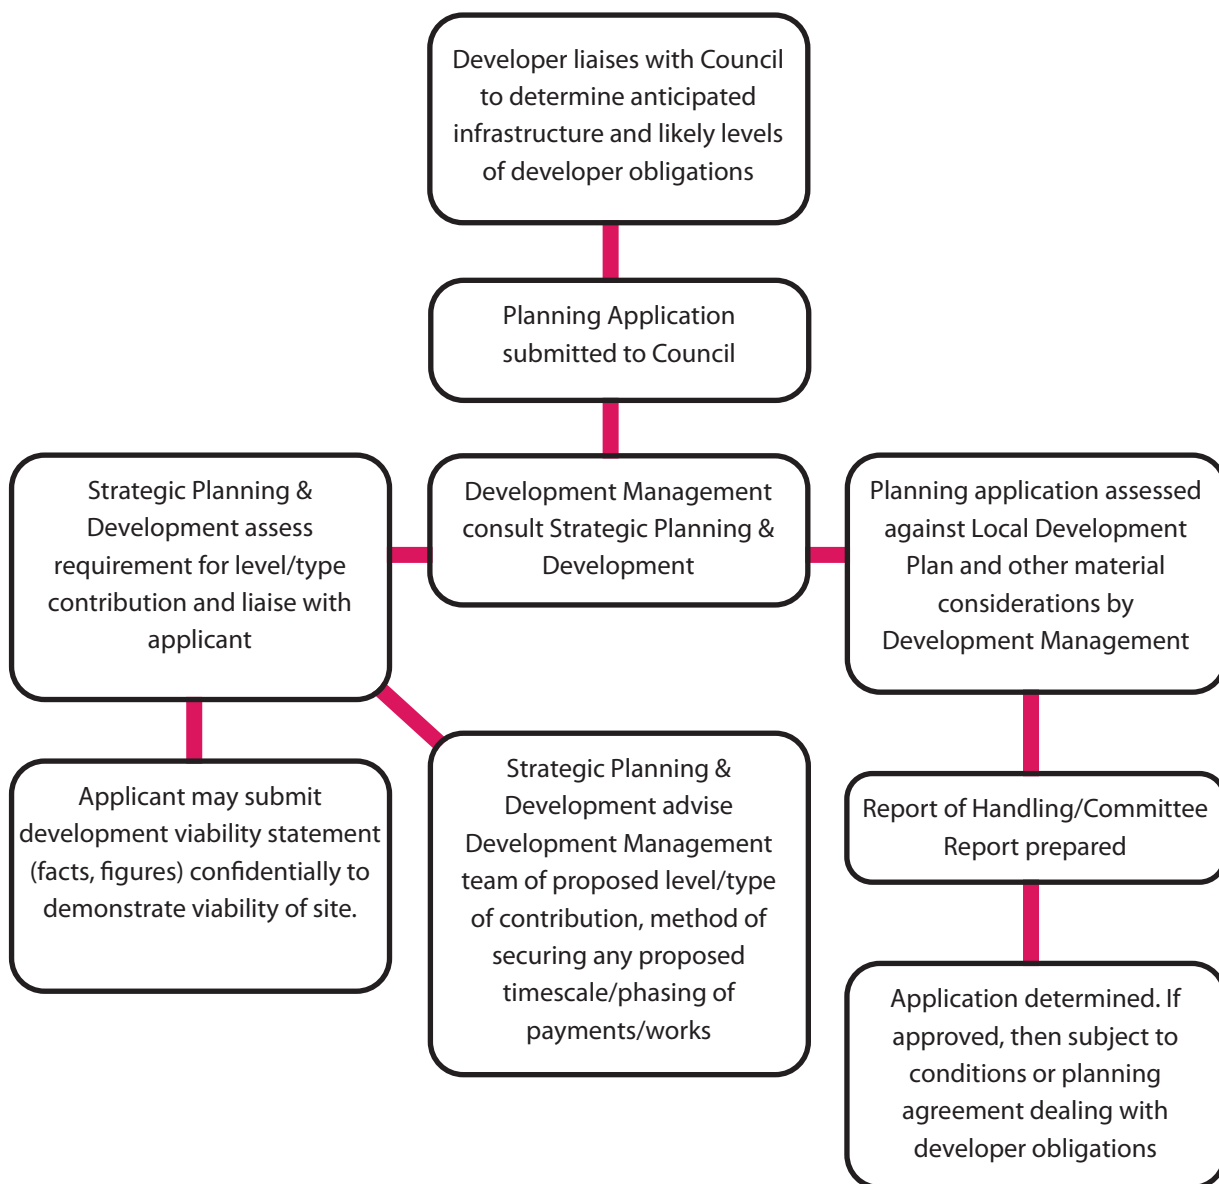 Developer liaises with Council
to determine anticipated
infrastructure and likely levels
of developer obligations
Planning Application
submitted to Council
Strategic Planning &
Development assess
requirement for level/type
contribution and liaise with
applicant
Development Management
consult Strategic Planning &
Development
Planning application assessed
against Local Development
Plan and other material
considerations by
Development Management
Applicant may submit
development viability statement
(facts, figures) confidentially to
demonstrate viability of site.
Strategic Planning &
Development advise
Development Management
team of proposed level/type
of contribution, method of
securing any proposed
timescale/phasing of
payments/works
Report of Handling/Committee
Report prepared
Application determined. If
approved, then subject to
conditions or planning
agreement dealing with
developer obligations